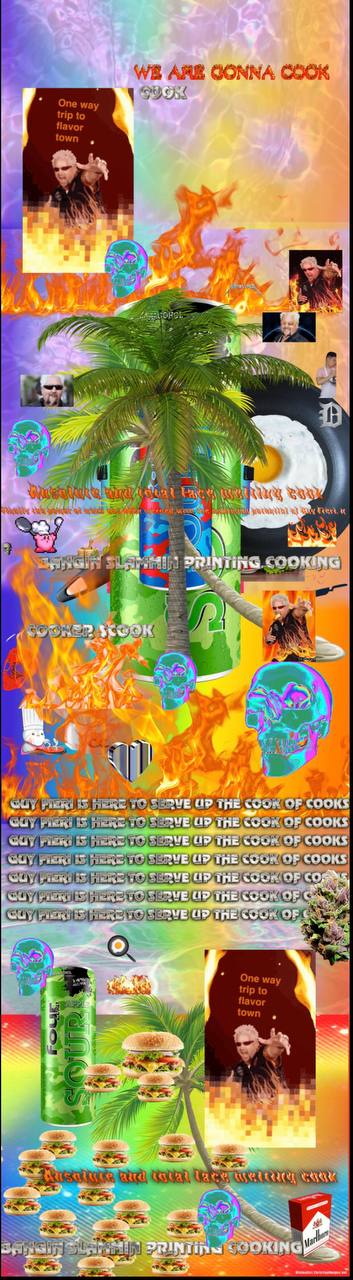 WE ARE GONNA COOK
COOK
One way
trip to
flavor
town
Absolute and total face melting cook
BANGIN SLAMMIN PRINTING COOKING
COOKER SCOOK
GUY FIERI IS HERE TO SERVE UP THE COOK OF COOKS
GUY FIERI IS HERE TO SERVE UP THE COOK OF COOKS
GUY FIERI IS HERE TO SERVE UP THE COOK OF COOKS
GUY FIERI IS HERE TO SERVE UP THE COOK OF COOKS
GUY FIERI IS HERE TO SERVE UP THE COOK OF
GUY FIERI IS HERE TO SERVE UP THE COOK OF
GUY FIERI IS HERE TO SERVE UP THE COOK OF
One way
trip to
flavor
town
four
SOUR
Absolute and total face melting cook
BANGIN SLAMMIN PRINTING COOKING
Marlboro